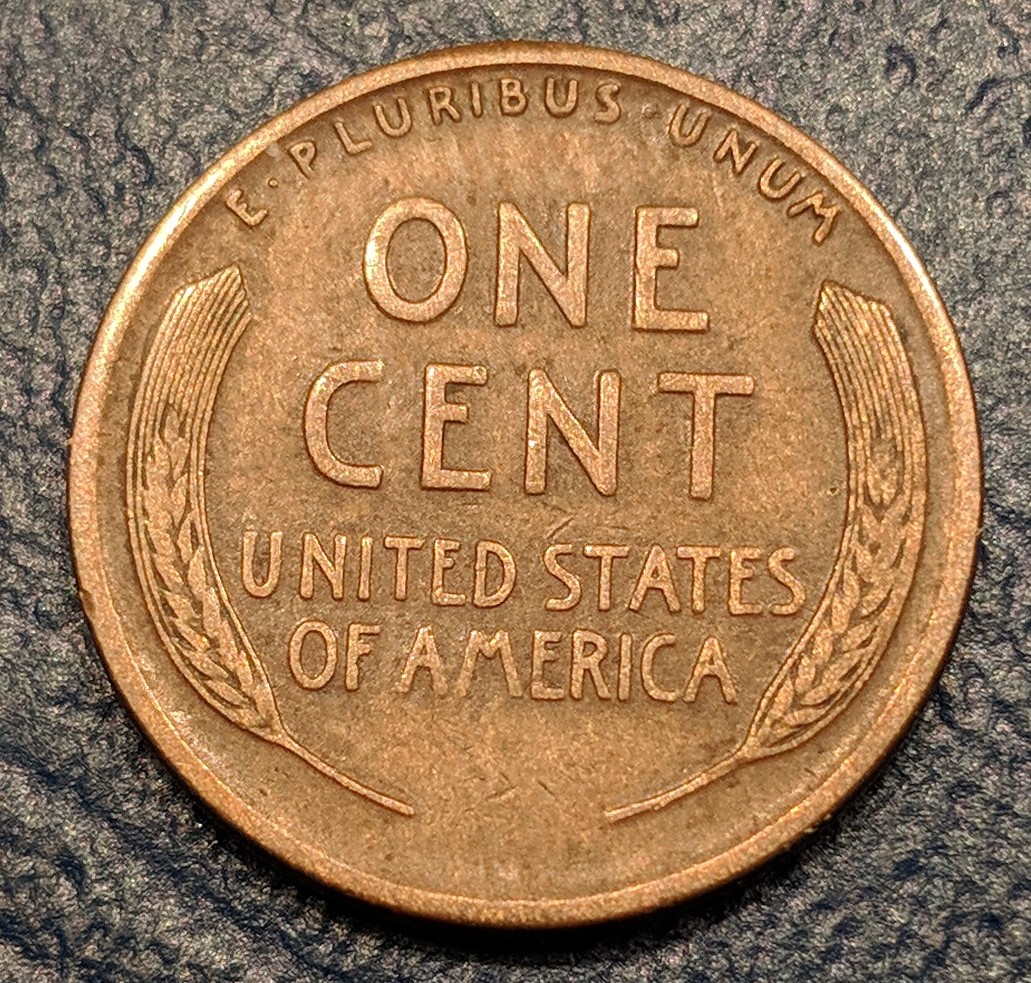 E·PLURIBUS·UNUM
ONE
CENT
UNITED STATES
OF AMERICA